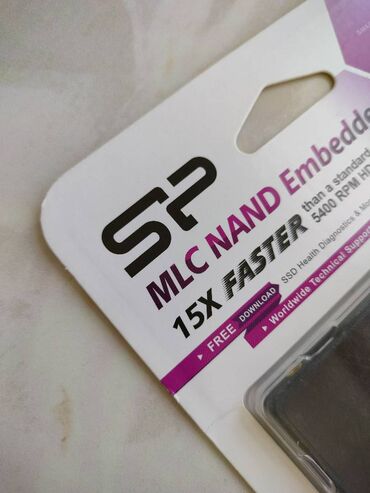 SP
MLC NAND Embedde
15X FASTER than a standard
5400 RPM HD
FREE DOWNLOAD SSD Health Diagnostics & Mo
Worldwide Technical Suppor